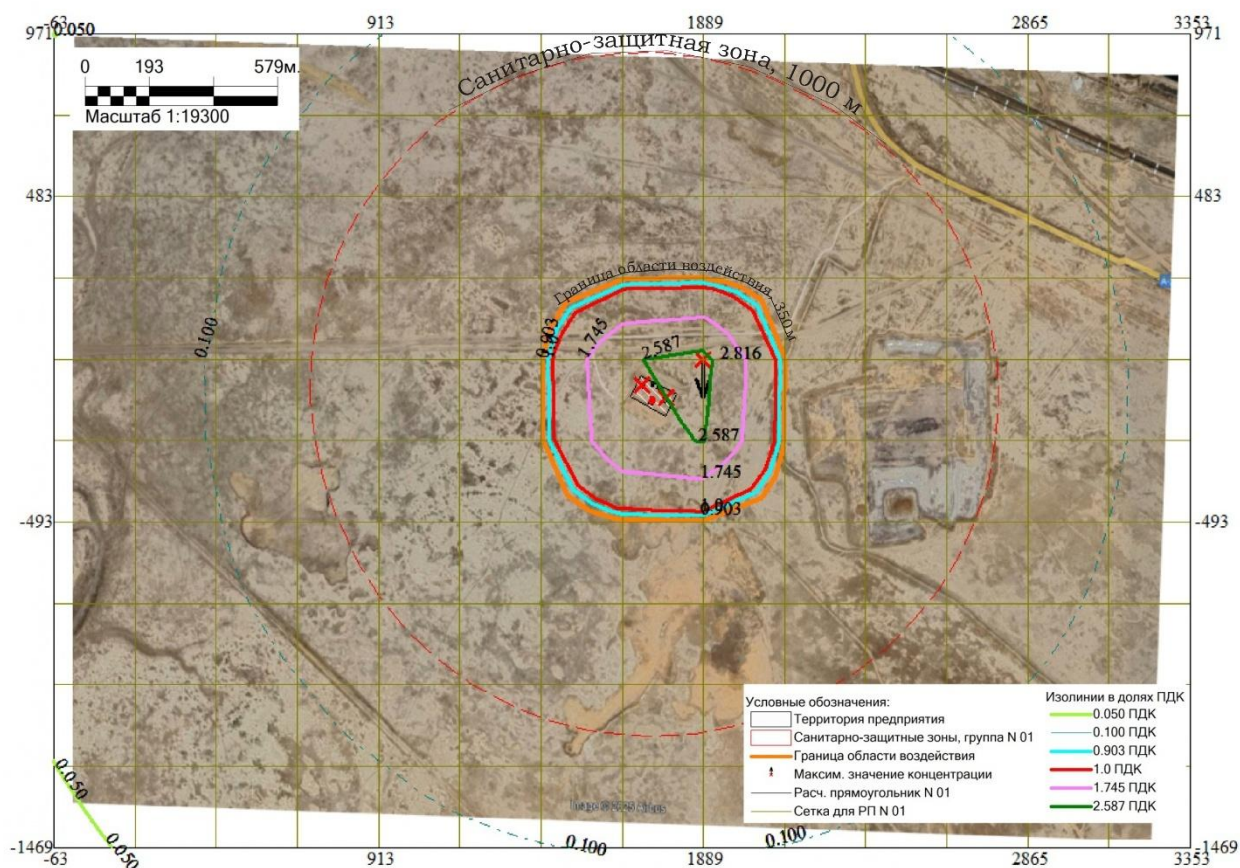 -63 913 1889 2865 3353
971 0.050 971
Санитарно-защитная зона, 1000 м
0 193 579м.
Масштаб 1:19300
483 483
Граница области воздействия, 350м
0.100
0.903
1.745
2.587
2.816
2.587
1.745
0.903
-493 -493
0.050
0.050
0.100
0.100
Условные обозначения:
Территория предприятия
Санитарно-защитные зоны, группа N 01
Граница области воздействия
Максим. значение концентрации
Расч. прямоугольник N 01
Сетка для РП N 01
Изолинии в долях ПДК
0.050 ПДК
0.100 ПДК
0.903 ПДК
1.0 ПДК
1.745 ПДК
2.587 ПДК
-1469 -1469
-63 913 1889 2865 3353